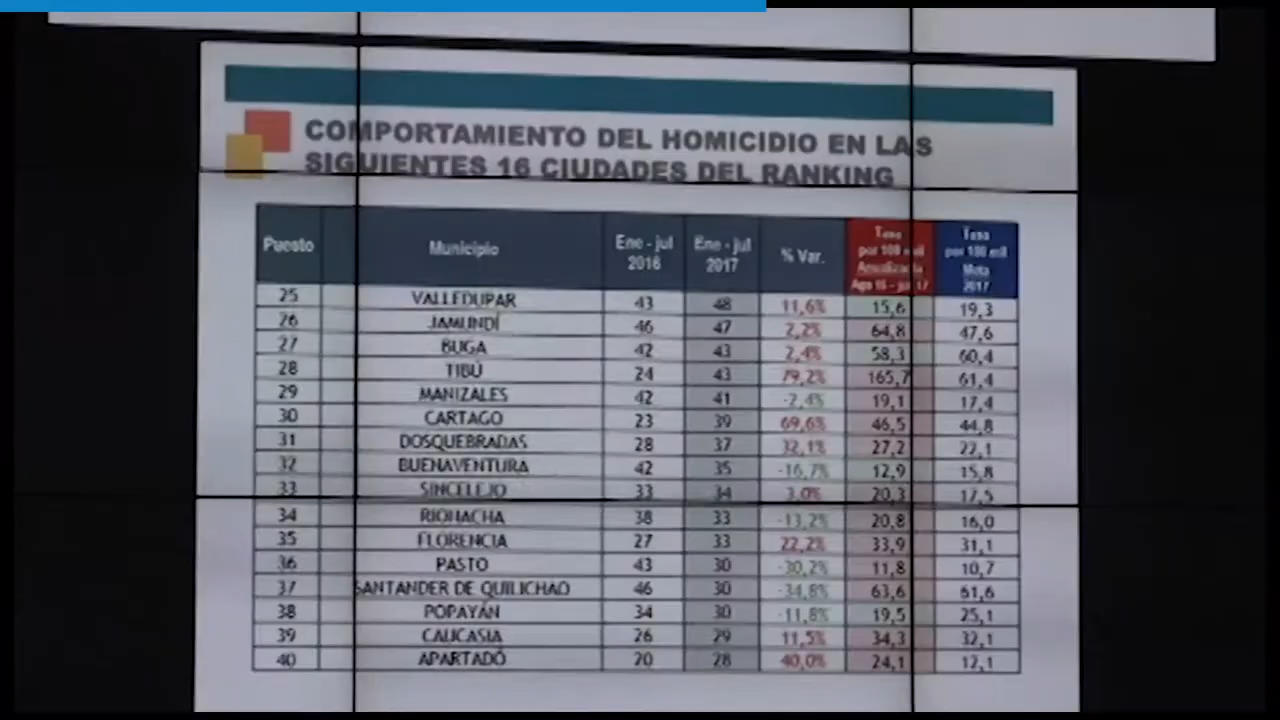 COMPORTAMIENTO DEL HOMICIDIO EN LAS
SIGUIENTES 16 CIUDADES DEL RANKING
Puesto Municipio Ene - jul 2016 Ene - jul 2017 % Var. Tasa por 100 mil Anualizada Ago 16 - jul 17 Tasa por 100 mil Meta 2017
25 VALLEDUPAR 43 48 11,6% 15,6 19,3
26 JAMUNDÍ 46 47 2,2% 64,8 47,6
27 BUGA 42 43 2,4% 58,3 60,4
28 TIBÚ 24 43 79,2% 165,7 61,4
29 MANIZALES 42 41 -2,4% 19,1 17,4
30 CARTAGO 23 39 69,6% 46,5 44,8
31 DOSQUEBRADAS 28 37 32,1% 27,2 22,1
32 BUENAVENTURA 42 35 -16,7% 12,9 15,8
33 SINCELEJO 33 34 3,0% 20,3 17,5
34 RIOHACHA 38 33 -13,2% 20,8 16,0
35 FLORENCIA 27 33 22,2% 33,9 31,1
36 PASTO 43 30 -30,2% 11,8 10,7
37 SANTANDER DE QUILICHAO 46 30 -34,8% 63,6 61,6
38 POPAYÁN 34 30 -11,8% 19,5 25,1
39 CAUCASIA 26 29 11,5% 34,3 32,1
40 APARTADÓ 20 28 40,0% 24,1 12,1